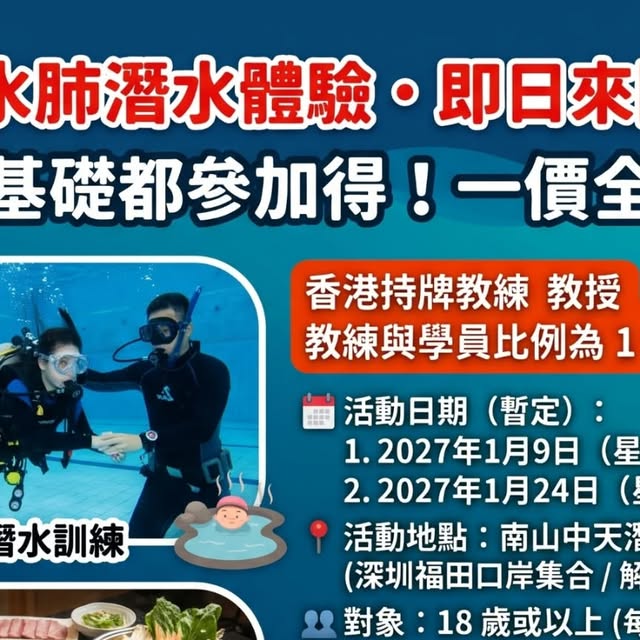 水肺潛水體驗・即日來
基礎都參加得！一價全
香港持牌教練 教授
教練與學員比例為 1
活動日期（暫定）：
1. 2027年1月9日（星
2. 2027年1月24日（星
潛水訓練
活動地點：南山中天潛
(深圳福田口岸集合 / 解
對象：18 歲或以上 (每